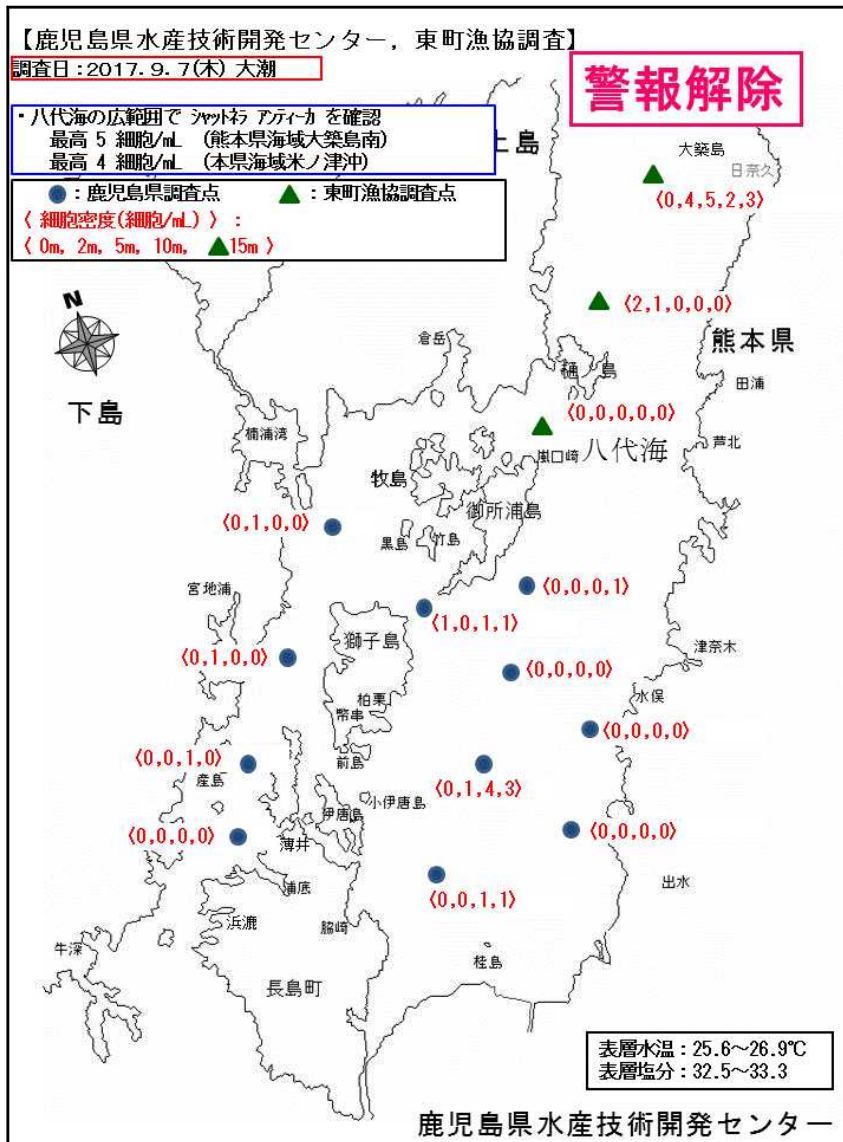 【鹿児島県水産技術開発センター, 東町漁協調査】
調査日:2017.9.7(木) 大潮
警報解除
・八代海の広範囲で シャットネラ アンティーカ を確認
最高 5 細胞/mL (熊本県海域大築島南)
最高 4 細胞/mL (本県海域米ノ津沖)
上島
大築島
日奈久
●:鹿児島県調査点 ▲:東町漁協調査点
〈 細胞密度(細胞/mL) 〉 :
〈 0m, 2m, 5m, 10m, ▲15m 〉
〈0,4,5,2,3〉
N
〈2,1,0,0,0〉
倉岳
熊本県
樋島
田浦
下島
〈0,0,0,0,0〉
楠浦湾
嵐口崎
八代海
芦北
牧島
御所浦島
〈0,1,0,0〉
黒島
竹島
宮地浦
〈0,0,0,1〉
〈1,0,1,1〉
獅子島
津奈木
〈0,1,0,0〉
〈0,0,0,0〉
柏栗
水俣
幣串
〈0,0,0,0〉
〈0,0,1,0〉
前島
産島
〈0,1,4,3〉
小伊唐島
伊唐島
〈0,0,0,0〉
〈0,0,0,0〉
薄井
浦底
〈0,0,1,1〉
出水
浜漉
脇崎
牛深
桂島
長島町
表層水温:25.6~26.9℃
表層塩分:32.5~33.3
鹿児島県水産技術開発センター